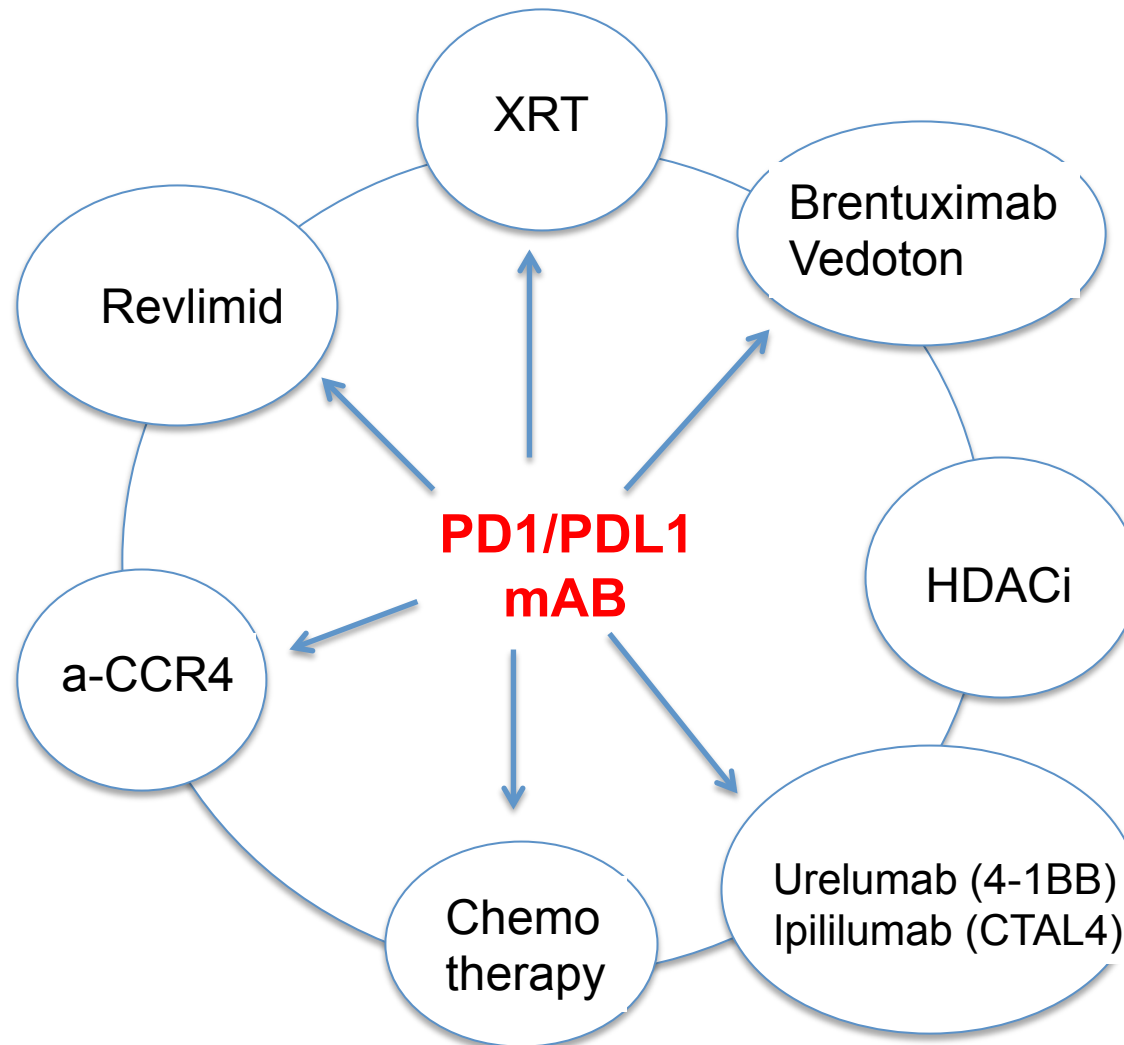 XRT
Brentuximab
Vedoton
Revlimid
PD1/PDL1
mAB
HDACi
a-CCR4
Urelumab (4-1BB)
Ipililumab (CTAL4)
Chemo
therapy